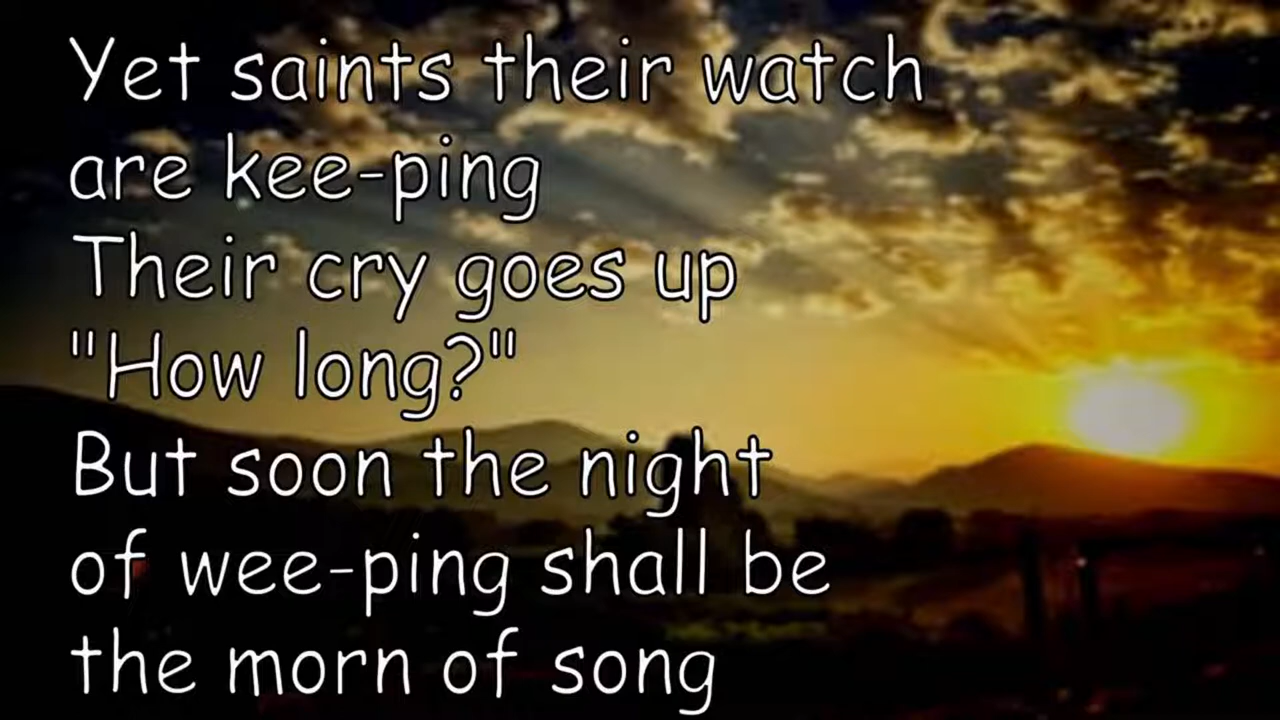 Yet saints their watch
are kee-ping
Their cry goes up
"How long?"
But soon the night
of wee-ping shall be
the morn of song